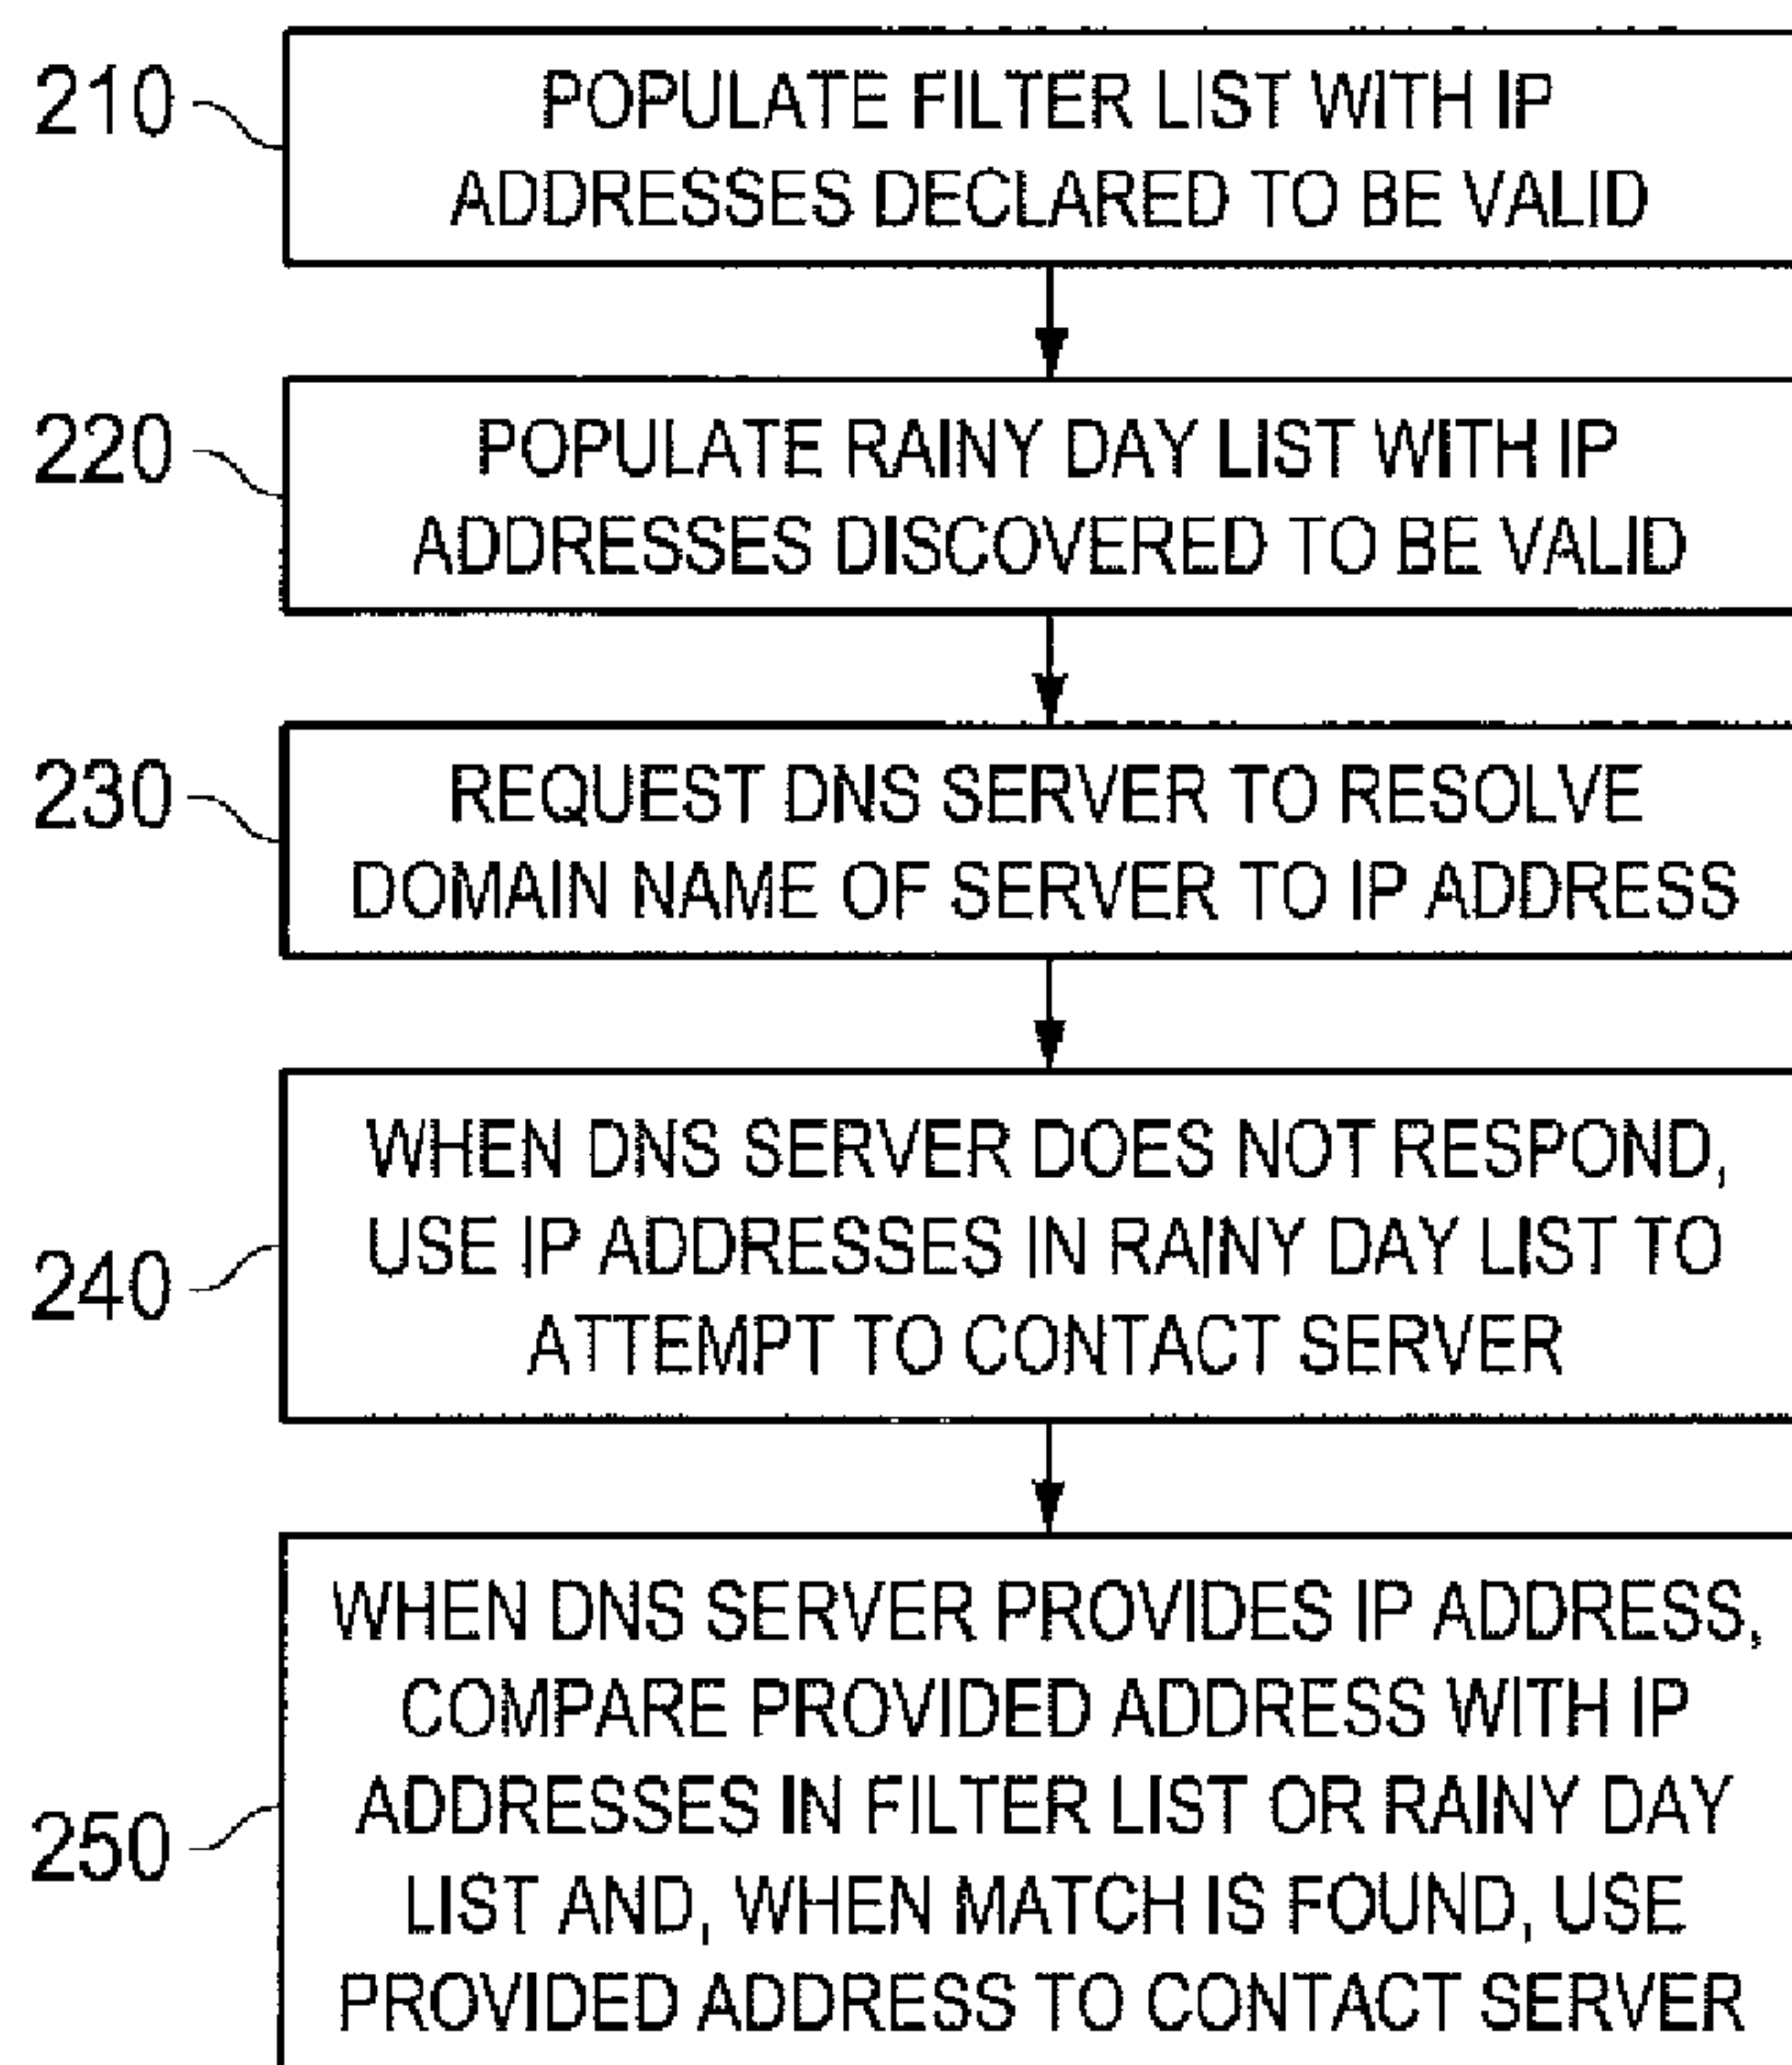 210
POPULATE FILTER LIST WITH IP
ADDRESSES DECLARED TO BE VALID
220
POPULATE RAINY DAY LIST WITH IP
ADDRESSES DISCOVERED TO BE VALID
230
REQUEST DNS SERVER TO RESOLVE
DOMAIN NAME OF SERVER TO IP ADDRESS
240
WHEN DNS SERVER DOES NOT RESPOND,
USE IP ADDRESSES IN RAINY DAY LIST TO
ATTEMPT TO CONTACT SERVER
250
WHEN DNS SERVER PROVIDES IP ADDRESS,
COMPARE PROVIDED ADDRESS WITH IP
ADDRESSES IN FILTER LIST OR RAINY DAY
LIST AND, WHEN MATCH IS FOUND, USE
PROVIDED ADDRESS TO CONTACT SERVER